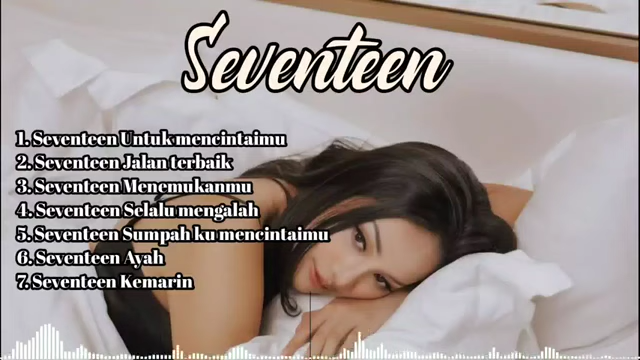 Seventeen
1. Seventeen Untuk mencintaimu
2. Seventeen Jalan terbaik
3. Seventeen Menemukanmu
4. Seventeen Selalu mengalah
5. Seventeen Sumpah ku mencintaimu
6. Seventeen Ayah
7. Seventeen Kemarin